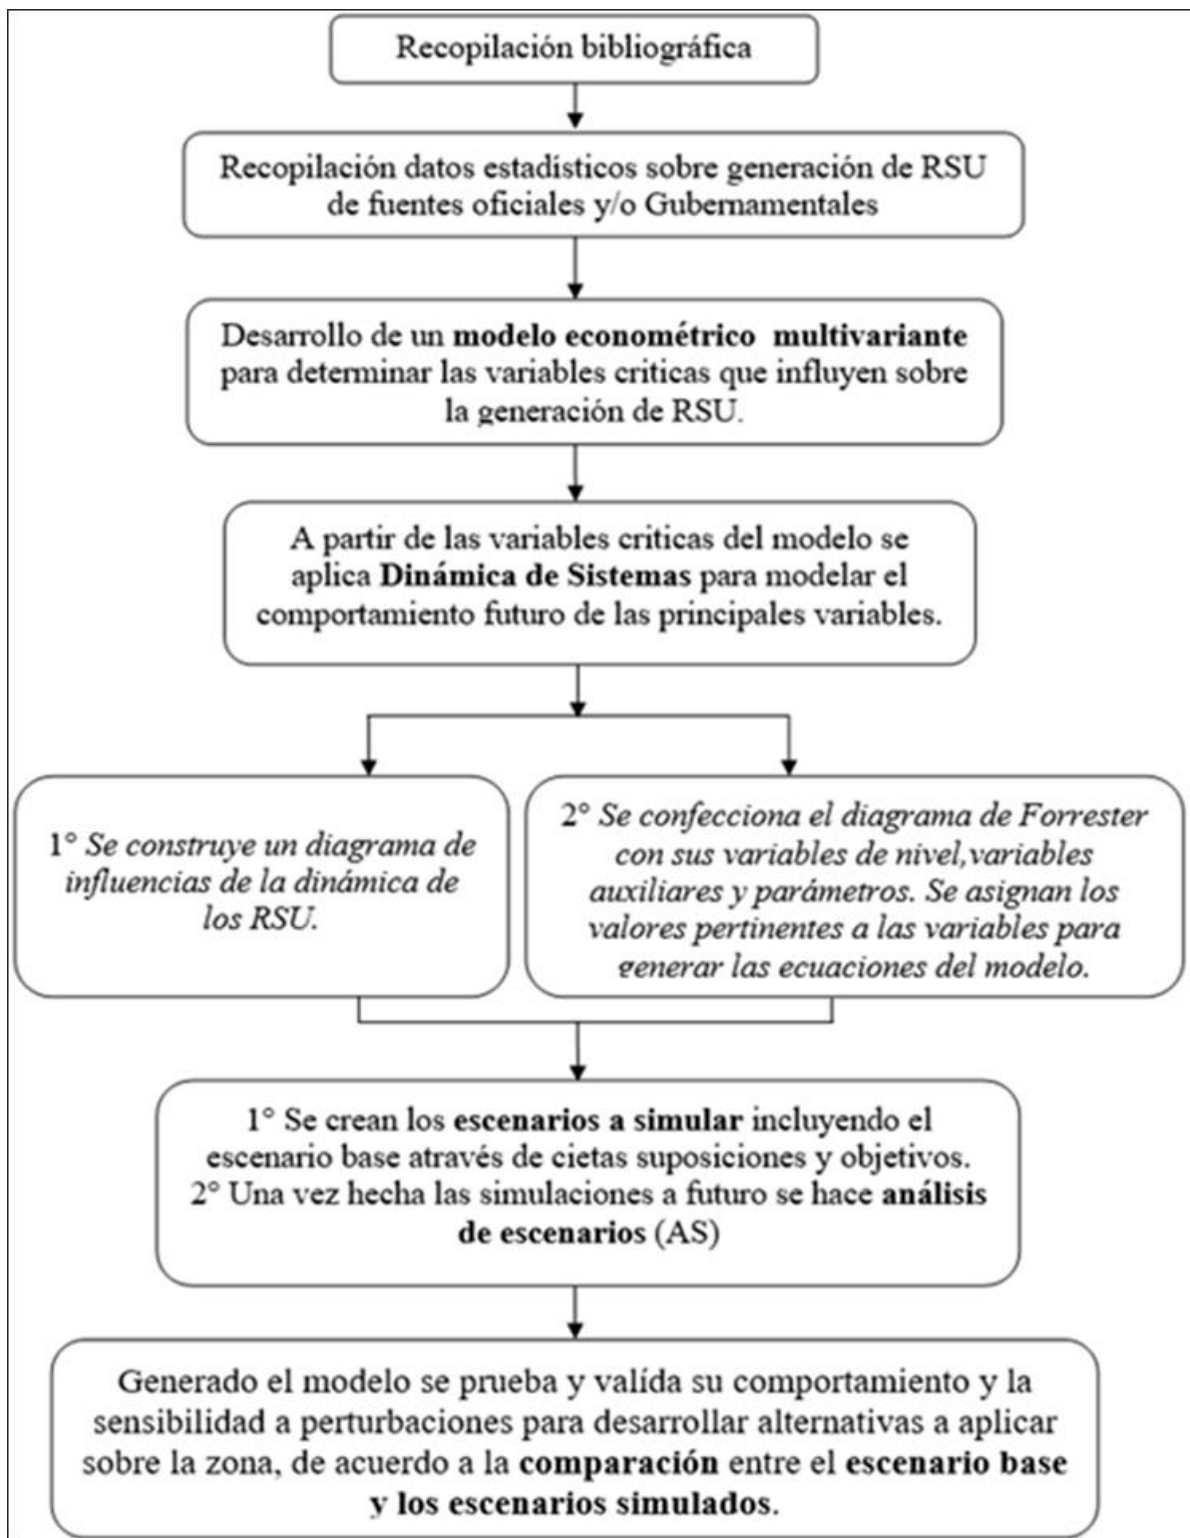 Recopilación bibliográfica
Recopilación datos estadísticos sobre generación de RSU
de fuentes oficiales y/o Gubernamentales
Desarrollo de un modelo econométrico multivariante
para determinar las variables criticas que influyen sobre
la generación de RSU.
A partir de las variables criticas del modelo se
aplica Dinámica de Sistemas para modelar el
comportamiento futuro de las principales variables.
1° Se construye un diagrama de
influencias de la dinámica de
los RSU.
2° Se confecciona el diagrama de Forrester
con sus variables de nivel, variables
auxiliares y parámetros. Se asignan los
valores pertinentes a las variables para
generar las ecuaciones del modelo.
1° Se crean los escenarios a simular incluyendo el
escenario base através de cietas suposiciones y objetivos.
2° Una vez hecha las simulaciones a futuro se hace análisis
de escenarios (AS)
Generado el modelo se prueba y valída su comportamiento y la
sensibilidad a perturbaciones para desarrollar alternativas a aplicar
sobre la zona, de acuerdo a la comparación entre el escenario base
y los escenarios simulados.